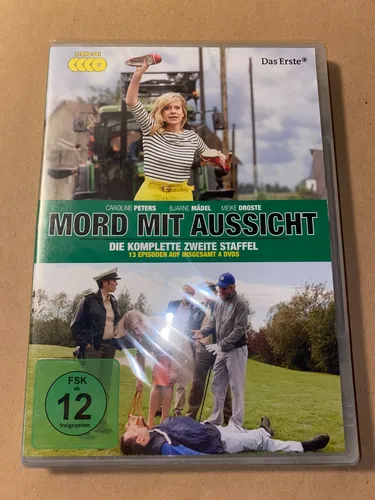 Das Erste
CAROLINE PETERS BJARNE MÄDEL MEIKE DROSTE
MORD MIT AUSSICHT
DIE KOMPLETTE ZWEITE STAFFEL
13 EPISODEN AUF INSGESAMT 4 DVDS
FSK
ab
12
freigegeben